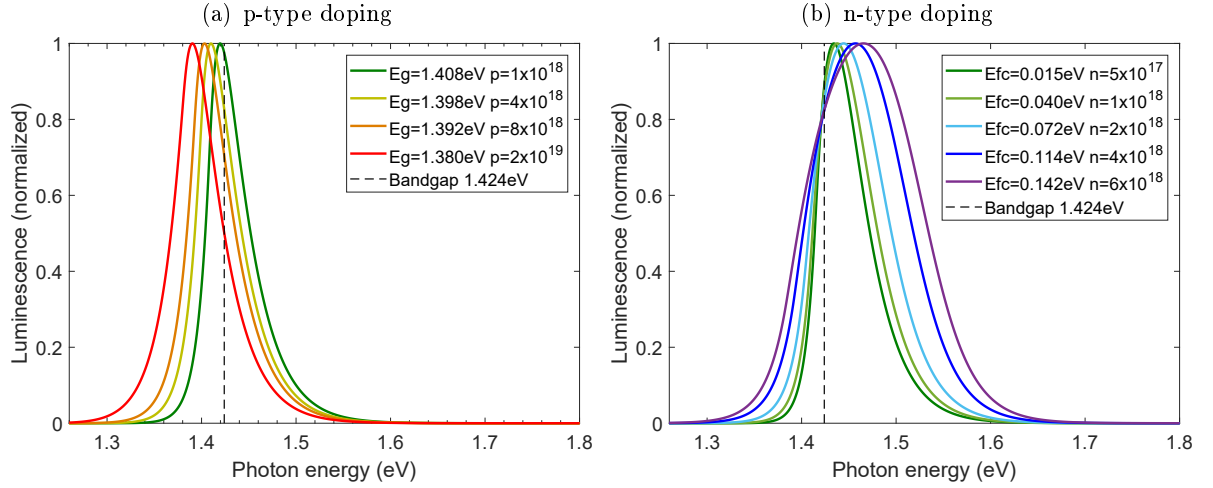 (a) p-type doping
Luminescence (normalized)
1
0.8
0.6
0.4
0.2
0
Eg=1.408eV p=1x10^18
Eg=1.398eV p=4x10^18
Eg=1.392eV p=8x10^18
Eg=1.380eV p=2x10^19
Bandgap 1.424eV
1.3 1.4 1.5 1.6 1.7 1.8
Photon energy (eV)
(b) n-type doping
Luminescence (normalized)
1
0.8
0.6
0.4
0.2
0
Efc=0.015eV n=5x10^17
Efc=0.040eV n=1x10^18
Efc=0.072eV n=2x10^18
Efc=0.114eV n=4x10^18
Efc=0.142eV n=6x10^18
Bandgap 1.424eV
1.3 1.4 1.5 1.6 1.7 1.8
Photon energy (eV)